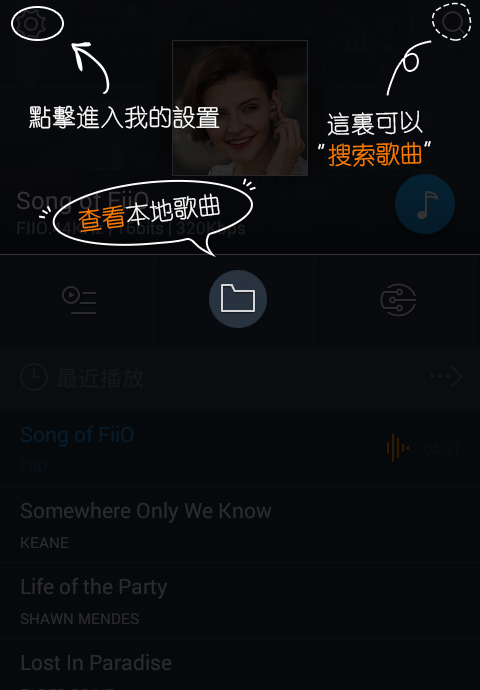 點擊進入我的設置
這裏可以
“搜索歌曲”
Song of FiiO
查看本地歌曲
FIIO | 44KHz | 16bits | 320Kbps
最近播放
Song of FiiO
FIIO
Somewhere Only We Know
KEANE
Life of the Party
SHAWN MENDES
Lost In Paradise